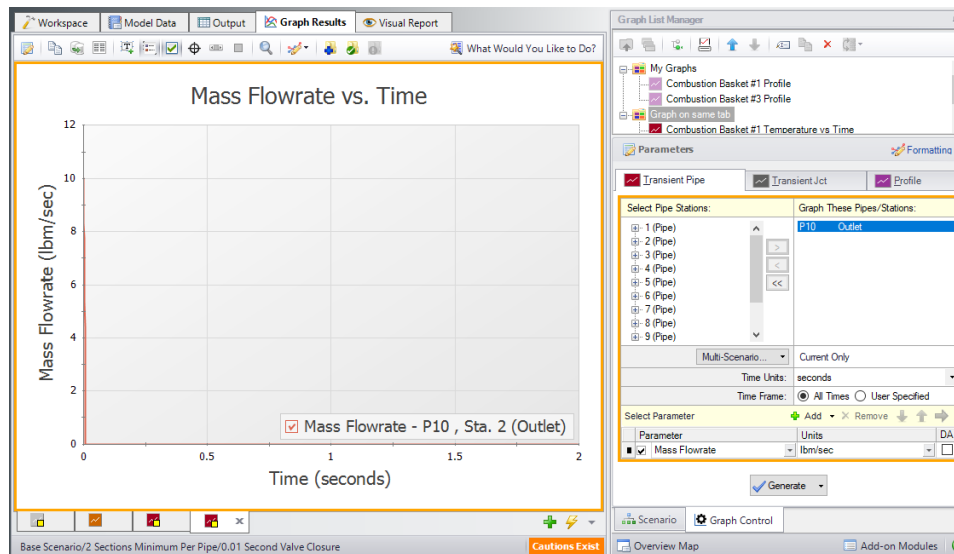 Workspace
Model Data
Output
Graph Results
Visual Report
What Would You Like to Do?
Mass Flowrate vs. Time
Mass Flowrate (lbm/sec)
12
10
8
6
4
2
0
0
0.5
1
1.5
2
Mass Flowrate - P10 , Sta. 2 (Outlet)
Time (seconds)
Base Scenario/2 Sections Minimum Per Pipe/0.01 Second Valve Closure
Cautions Exist
Graph List Manager
My Graphs
Combustion Basket #1 Profile
Combustion Basket #3 Profile
Graph on same tab
Combustion Basket #1 Temperature vs Time
Parameters
Formatting
Transient Pipe
Transient Jct
Profile
Select Pipe Stations:
Graph These Pipes/Stations:
1 (Pipe)
2 (Pipe)
3 (Pipe)
4 (Pipe)
5 (Pipe)
6 (Pipe)
7 (Pipe)
8 (Pipe)
9 (Pipe)
>
<
<<
P10 Outlet
Multi-Scenario...
Current Only
Time Units:
seconds
Time Frame:
All Times
User Specified
Select Parameter
Add
Remove
Parameter
Units
DA
Mass Flowrate
lbm/sec
Generate
Scenario
Graph Control
Overview Map
Add-on Modules